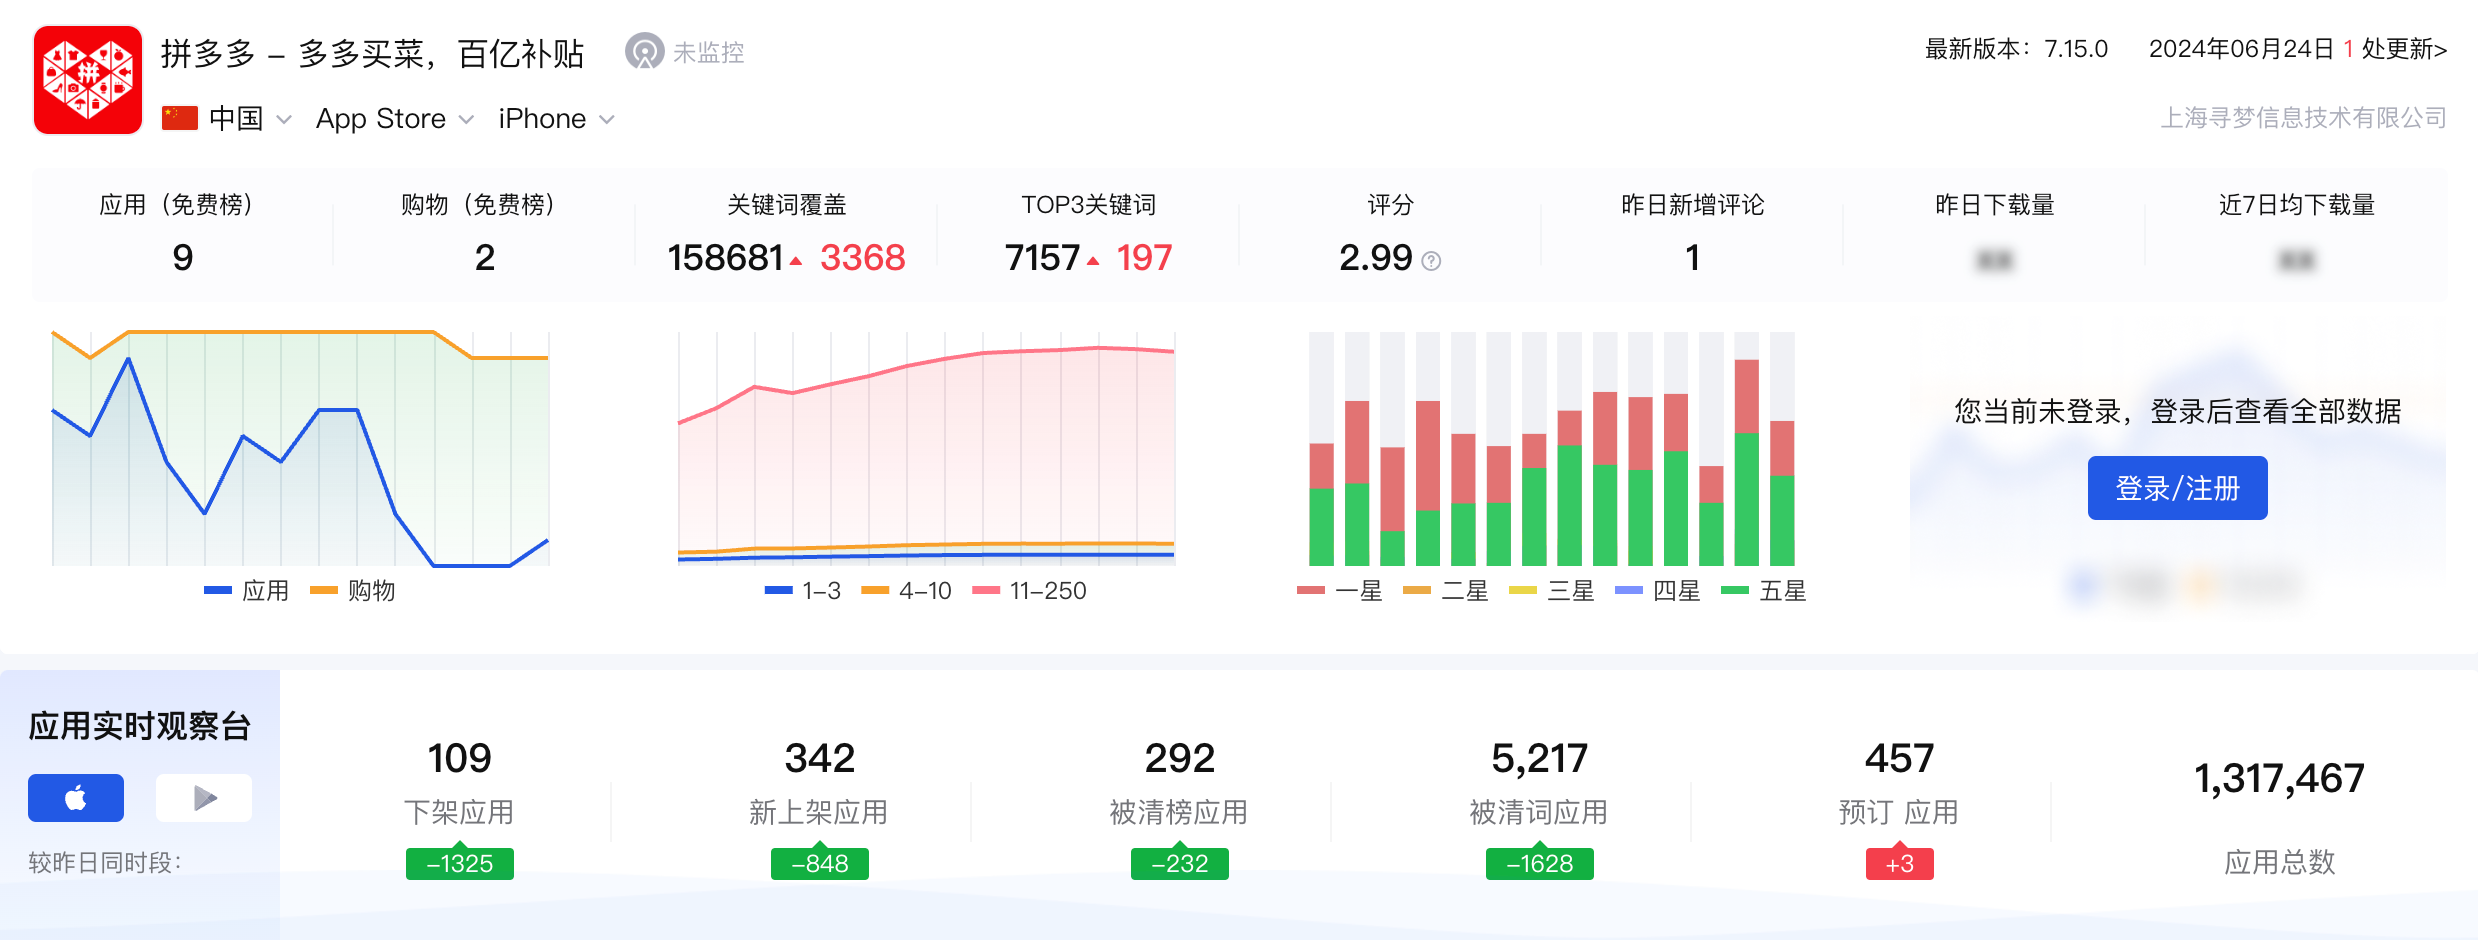 拼多多 – 多多买菜，百亿补贴 未监控 最新版本：7.15.0 2024年06月24日 1 处更新>
拼
中国 App Store iPhone 上海寻梦信息技术有限公司
应用（免费榜） 购物（免费榜） 关键词覆盖 TOP3关键词 评分 昨日新增评论 昨日下载量 近7日均下载量
9 2 158681 3368 7157 197 2.99 ? 1
您当前未登录，登录后查看全部数据
登录/注册
应用 购物 1–3 4–10 11–250 一星 二星 三星 四星 五星
应用实时观察台
109 342 292 5,217 457 1,317,467
下架应用 新上架应用 被清榜应用 被清词应用 预订 应用
较昨日同时段： –1325 –848 –232 –1628 +3 应用总数